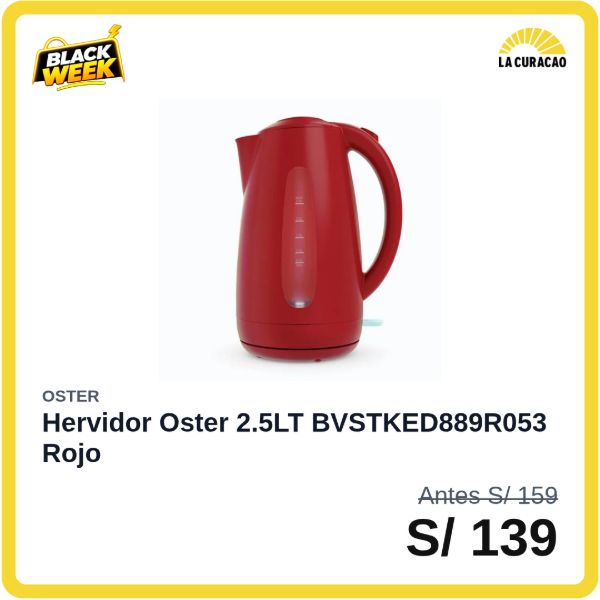 BLACK
WEEK
LA CURACAO
OSTER
Hervidor Oster 2.5LT BVSTKED889R053
Rojo
Antes S/ 159
S/ 139